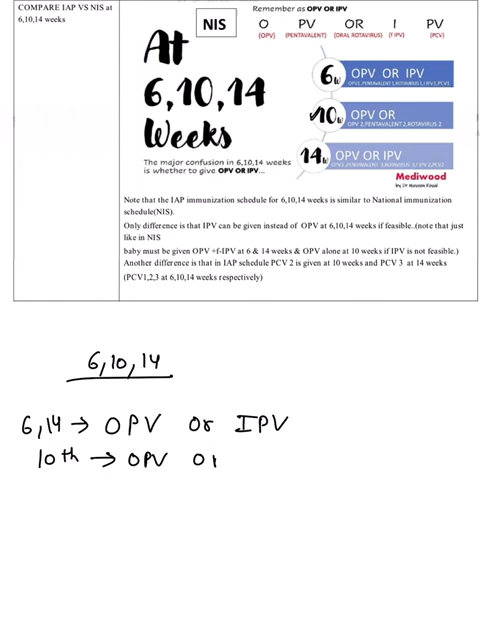 COMPARE IAP VS NIS at
6,10,14 weeks
NIS
Remember as OPV OR IPV
O PV OR I PV
(OPV) (PENTAVALENT) (ORAL ROTAVIRUS) (f IPV) (PCV)
At
6,10,14
Weeks
The major confusion in 6,10,14 weeks
is whether to give OPV OR IPV...
6w OPV OR IPV
OPV1,PENTAVALENT1,ROTAVIRUS1,f IPV1,PCV1
10w OPV OR
OPV 2,PENTAVALENT 2,ROTAVIRUS 2
14w OPV OR IPV
Mediwood
by Dr
Note that the IAP immunization schedule for 6,10,14 weeks is similar to National immunization
schedule(NIS).
Only difference is that IPV can be given instead of OPV at 6,10,14 weeks if feasible..(note that just
like in NIS
baby must be given OPV +f-IPV at 6 & 14 weeks & OPV alone at 10 weeks if IPV is not feasible.)
Another difference is that in IAP schedule PCV 2 is given at 10 weeks and PCV 3 at 14 weeks
(PCV1,2,3 at 6,10,14 weeks respectively)
6,10,14
6,14 → OPV OR IPV
10th → OPV O